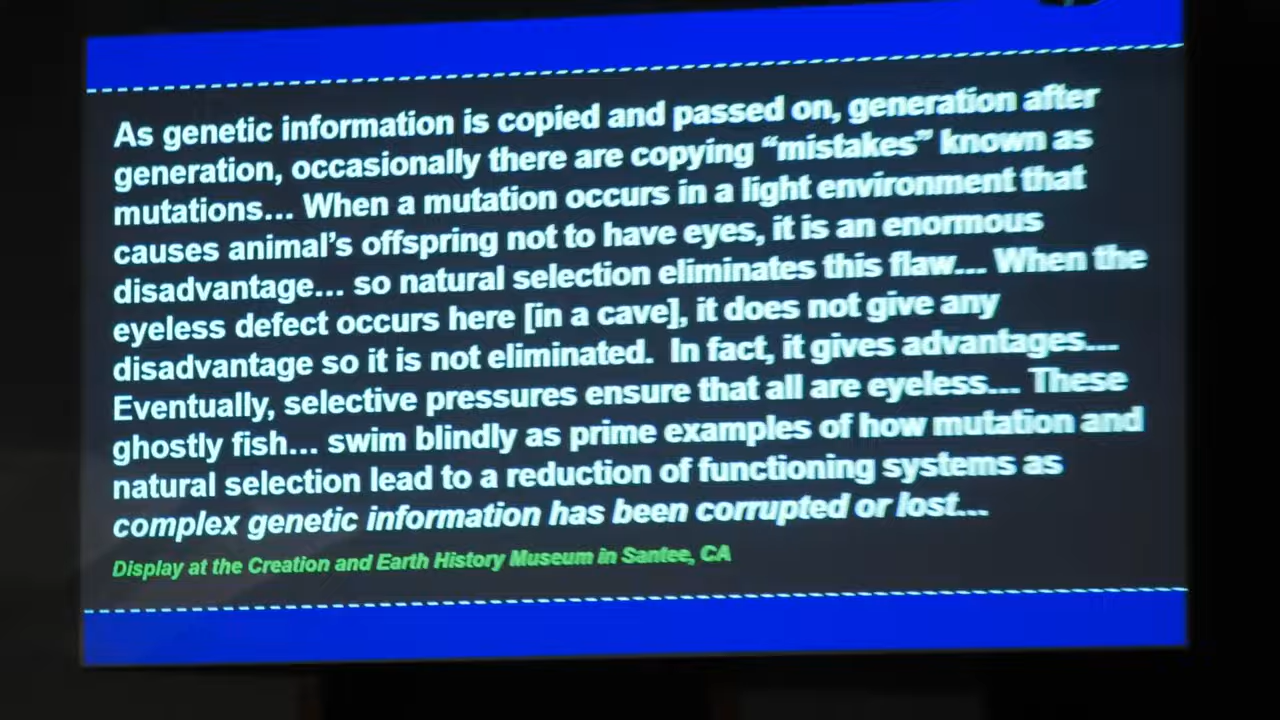 As genetic information is copied and passed on, generation after
generation, occasionally there are copying “mistakes” known as
mutations... When a mutation occurs in a light environment that
causes animal’s offspring not to have eyes, it is an enormous
disadvantage... so natural selection eliminates this flaw... When the
eyeless defect occurs here [in a cave], it does not give any
disadvantage so it is not eliminated. In fact, it gives advantages...
Eventually, selective pressures ensure that all are eyeless... These
ghostly fish... swim blindly as prime examples of how mutation and
natural selection lead to a reduction of functioning systems as
complex genetic information has been corrupted or lost...
Display at the Creation and Earth History Museum in Santee, CA